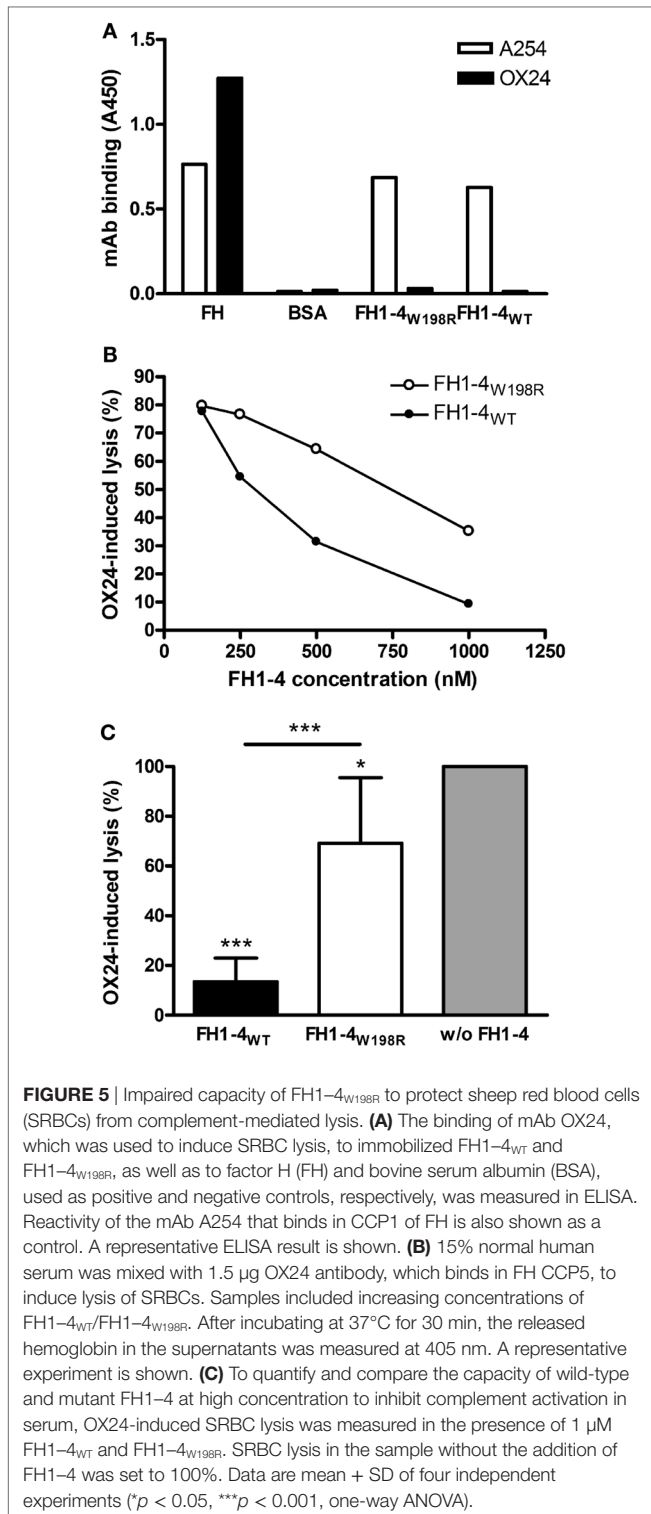 A
1.5
1.0
0.5
0.0
mAb binding (A450)
A254
OX24
FH BSA FH1-4W198R FH1-4WT
B
90
80
70
60
50
40
30
20
10
0
OX24-induced lysis (%)
FH1-4W198R
FH1-4WT
0 250 500 750 1000 1250
FH1-4 concentration (nM)
C
100
80
60
40
20
0
OX24-induced lysis (%)
***
*
***
FH1-4WT FH1-4W198R w/o FH1-4
FIGURE 5 | Impaired capacity of FH1–4W198R to protect sheep red blood cells
(SRBCs) from complement-mediated lysis. (A) The binding of mAb OX24,
which was used to induce SRBC lysis, to immobilized FH1–4WT and
FH1–4W198R, as well as to factor H (FH) and bovine serum albumin (BSA),
used as positive and negative controls, respectively, was measured in ELISA.
Reactivity of the mAb A254 that binds in CCP1 of FH is also shown as a
control. A representative ELISA result is shown. (B) 15% normal human
serum was mixed with 1.5 µg OX24 antibody, which binds in FH CCP5, to
induce lysis of SRBCs. Samples included increasing concentrations of
FH1–4WT/FH1–4W198R. After incubating at 37°C for 30 min, the released
hemoglobin in the supernatants was measured at 405 nm. A representative
experiment is shown. (C) To quantify and compare the capacity of wild-type
and mutant FH1–4 at high concentration to inhibit complement activation in
serum, OX24-induced SRBC lysis was measured in the presence of 1 µM
FH1–4WT and FH1–4W198R. SRBC lysis in the sample without the addition of
FH1–4 was set to 100%. Data are mean + SD of four independent
experiments (*p < 0.05, ***p < 0.001, one-way ANOVA).